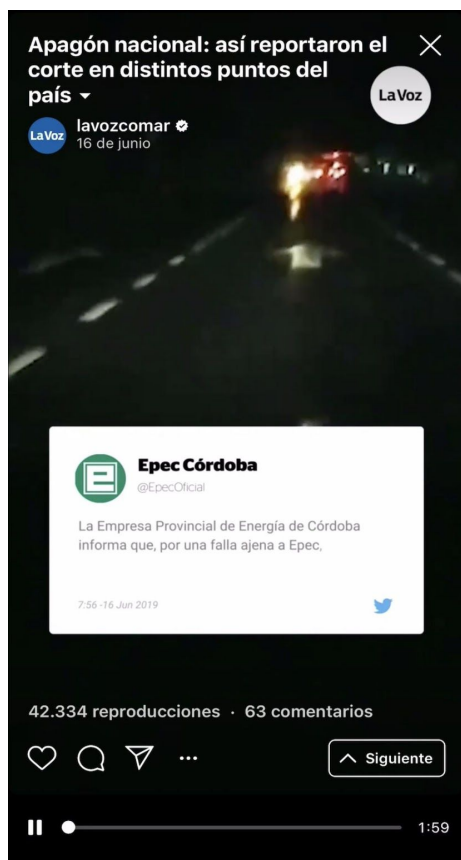 Apagón nacional: así reportaron el
corte en distintos puntos del
país
LaVoz
LaVoz
lavozcomar
16 de junio
Epec Córdoba
@EpecOficial
La Empresa Provincial de Energía de Córdoba
informa que, por una falla ajena a Epec,
7:56 -16 Jun 2019
42.334 reproducciones · 63 comentarios
Siguiente
1:59